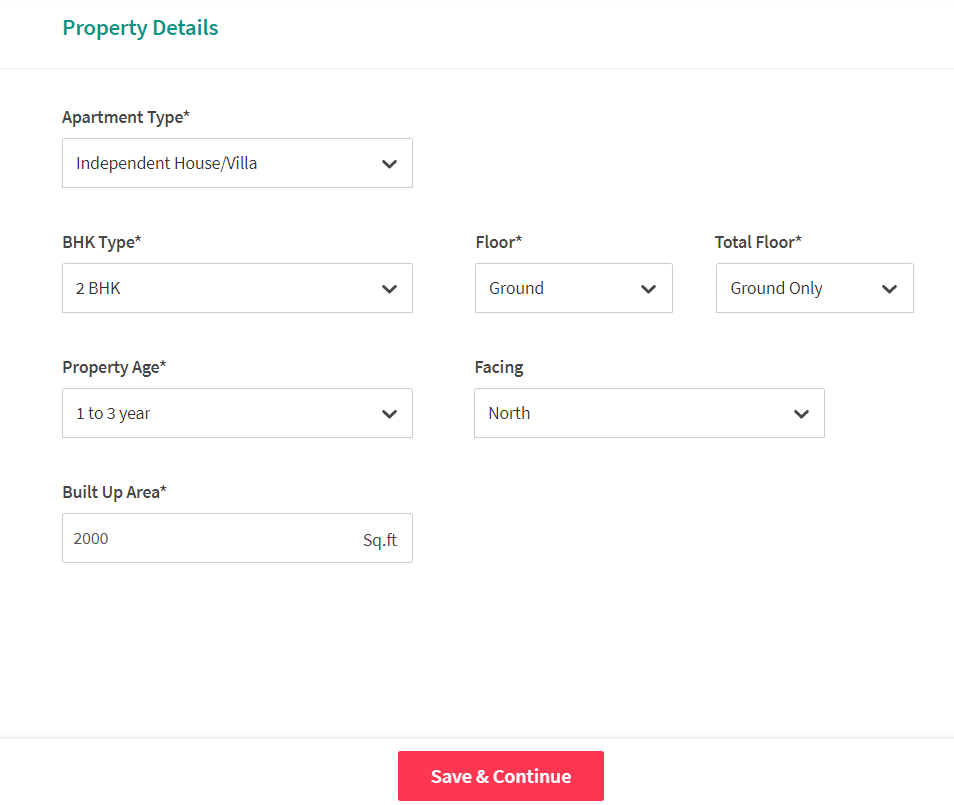 Property Details
Apartment Type*
Independent House/Villa
BHK Type*
Floor*
Total Floor*
2 BHK
Ground
Ground Only
Property Age*
Facing
1 to 3 year
North
Built Up Area*
2000 Sq.ft
Save & Continue